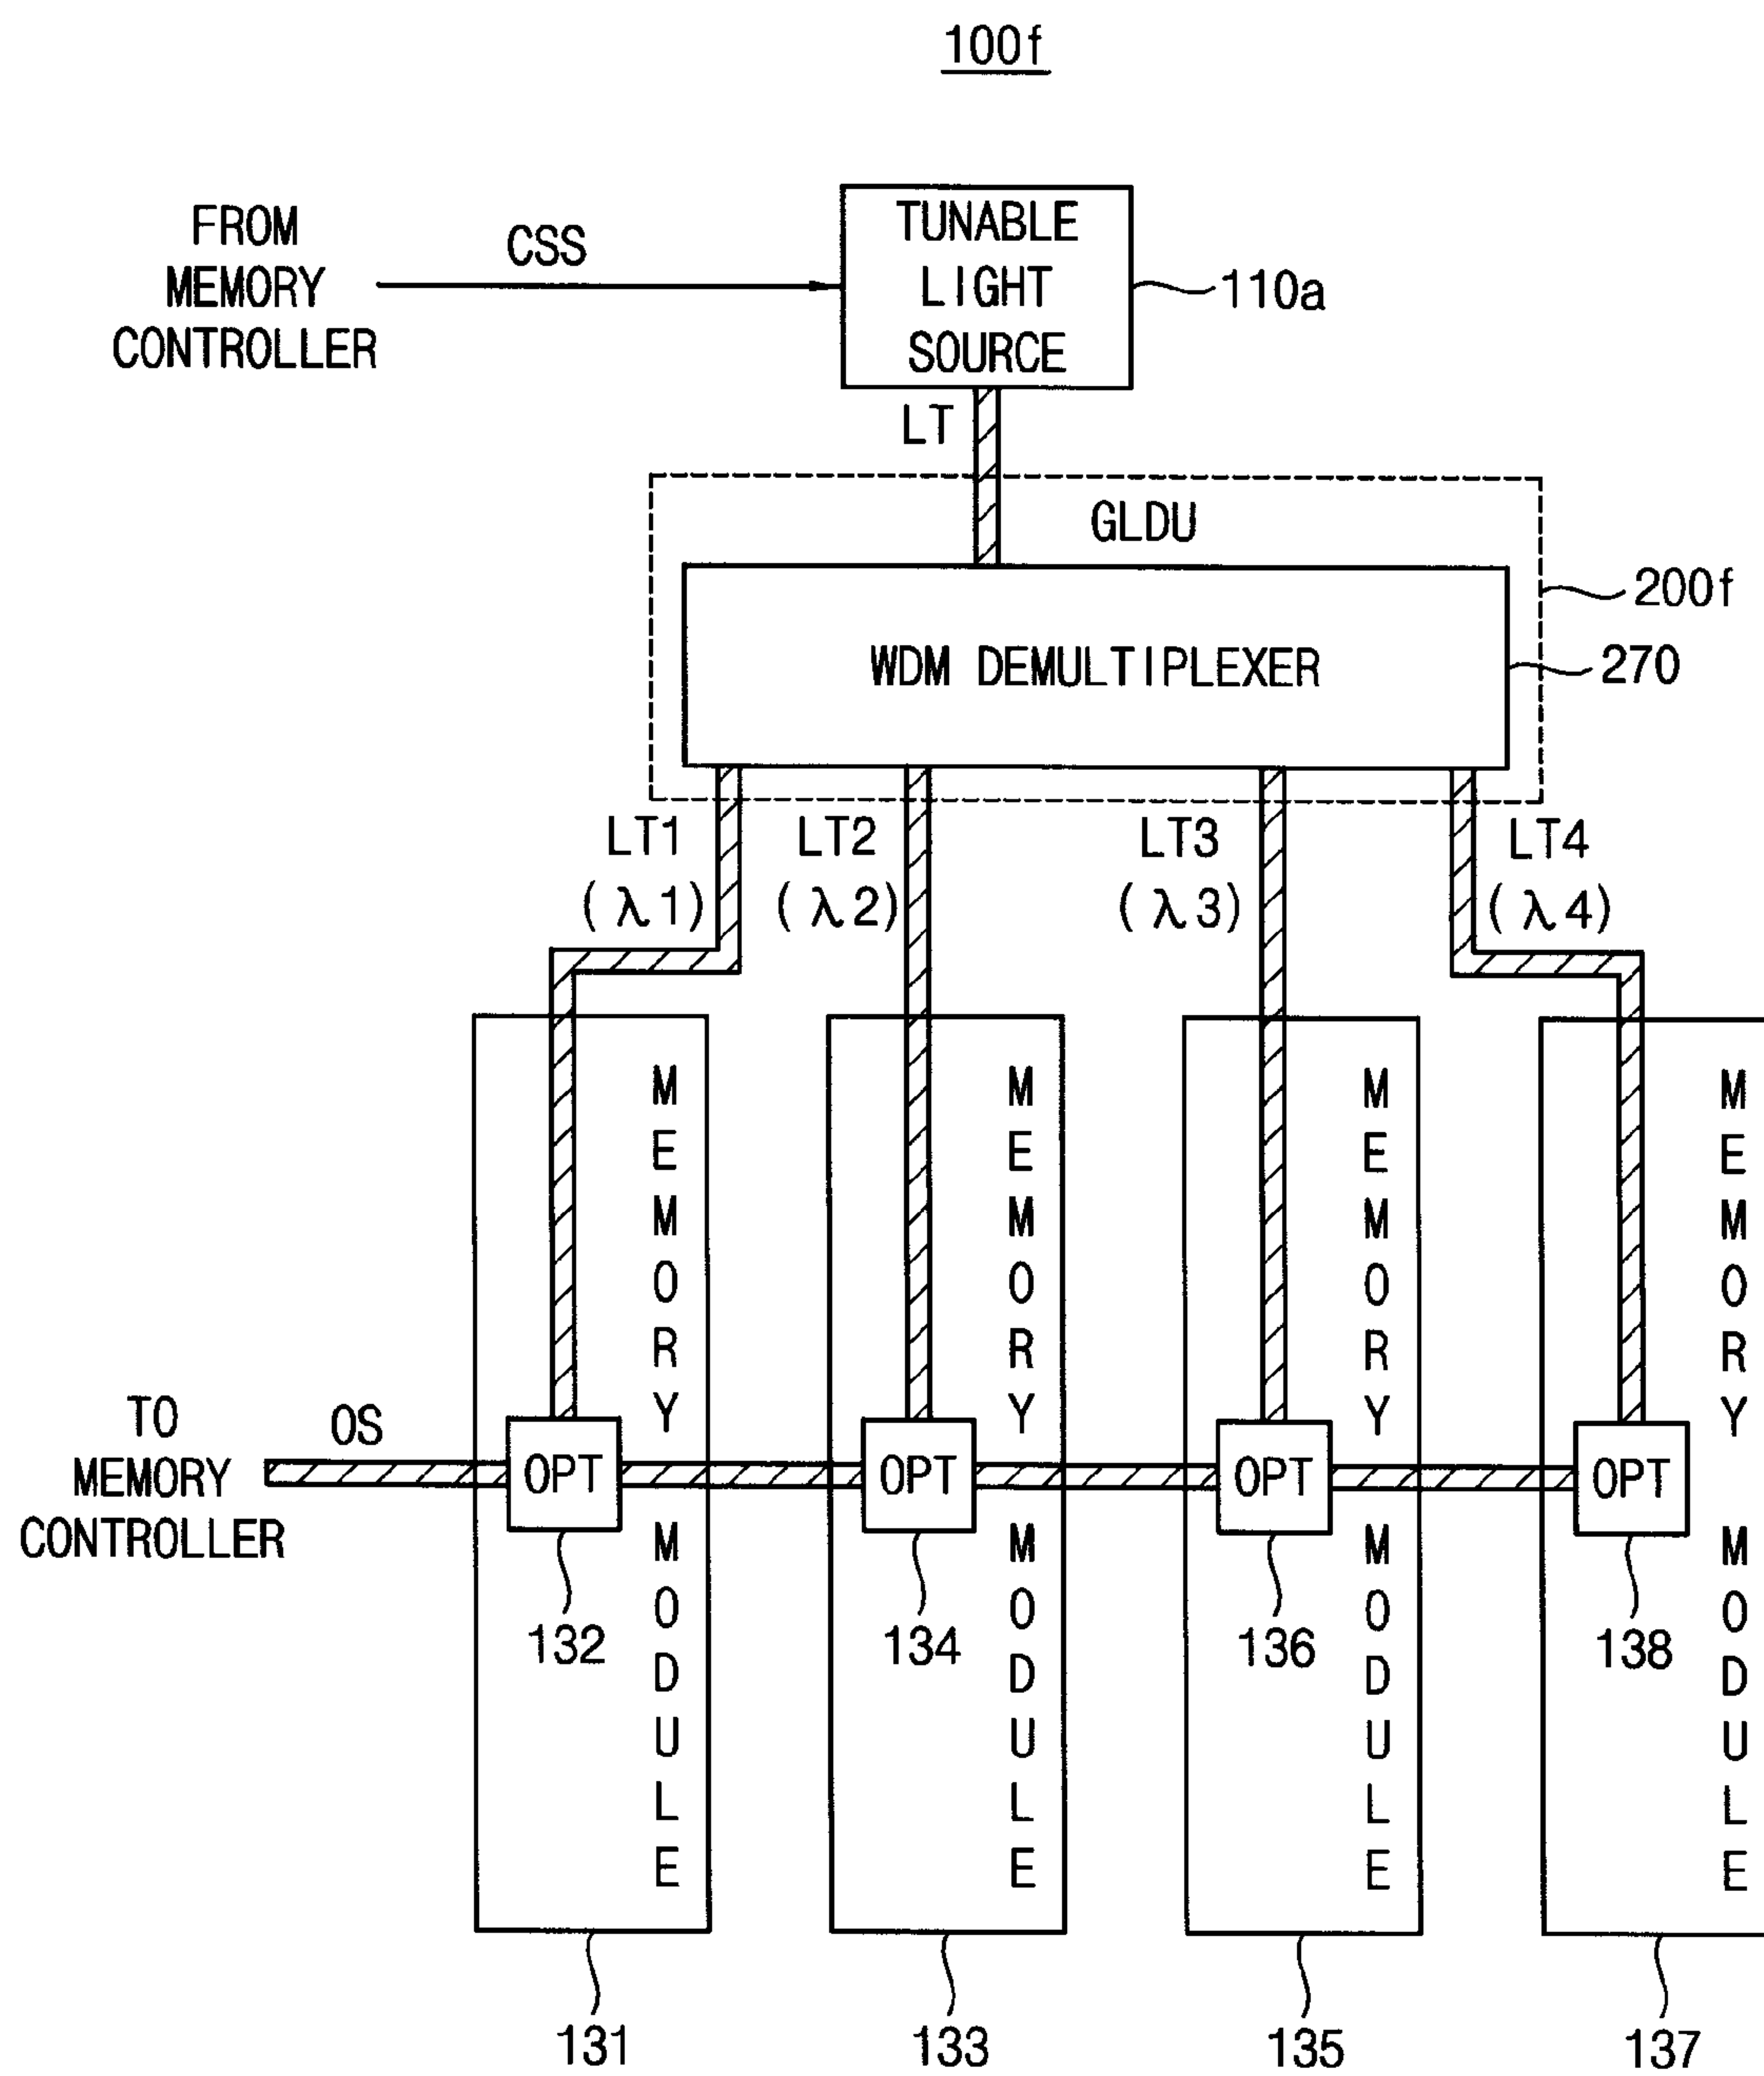 100f
FROM
MEMORY
CONTROLLER
CSS
TUNABLE
LIGHT
SOURCE
110a
LT
GLDU
200f
WDM DEMULTIPLEXER
270
LT1
(λ1)
LT2
(λ2)
LT3
(λ3)
LT4
(λ4)
MEMORY MODULE
MEMORY MODULE
MEMORY MODULE
MEMORY MODULE
TO
MEMORY
CONTROLLER
OS
OPT
OPT
OPT
OPT
132
134
136
138
131
133
135
137